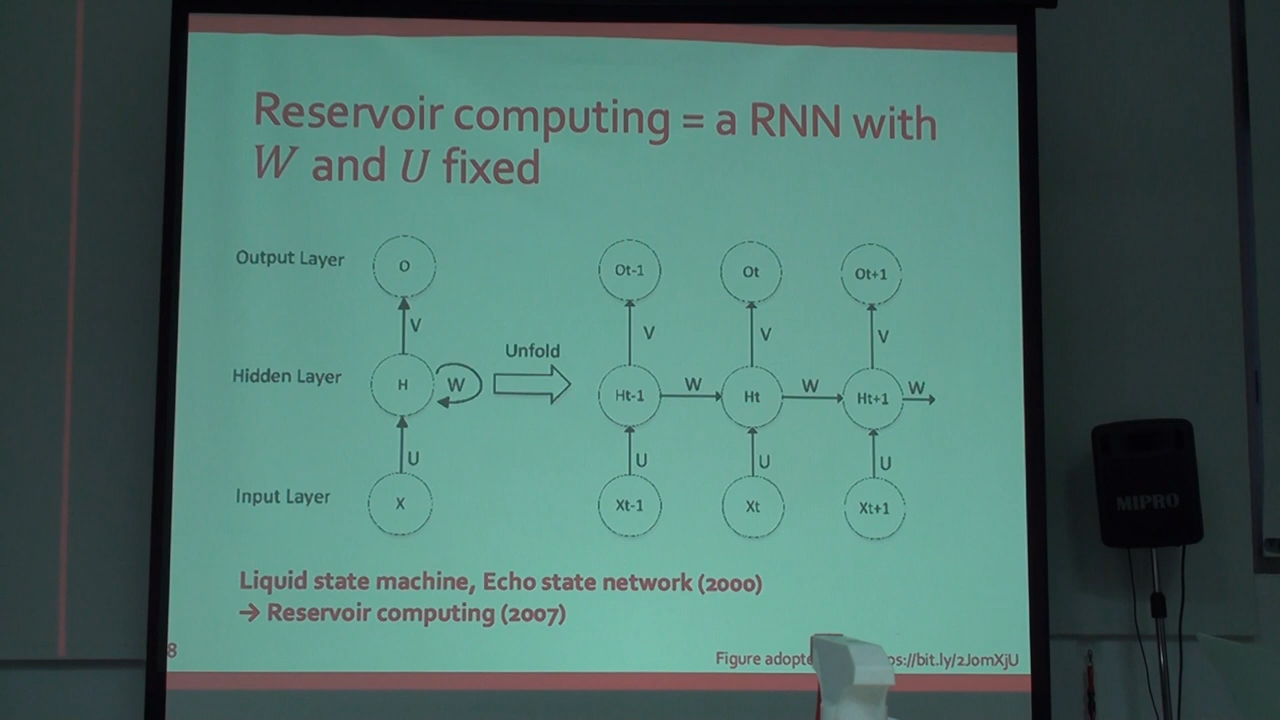 Reservoir computing = a RNN with
W and U fixed
Output Layer
O
Ot-1
Ot
Ot+1
V
V
V
V
Unfold
Hidden Layer
H
W
Ht-1
W
Ht
W
Ht+1
W
U
U
U
U
Input Layer
X
Xt-1
Xt
Xt+1
Liquid state machine, Echo state network (2000)
→ Reservoir computing (2007)
8
Figure ://bit.ly/2JomXjU
MIPRO